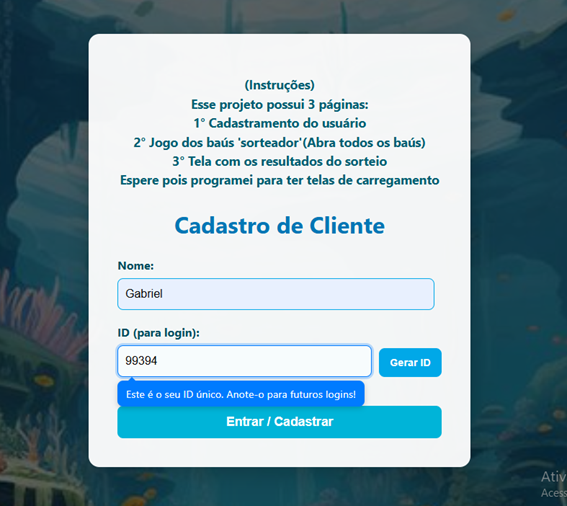 (Instruções)
Esse projeto possui 3 páginas:
1° Cadastramento do usuário
2° Jogo dos baús 'sorteador'(Abra todos os baús)
3° Tela com os resultados do sorteio
Espere pois programei para ter telas de carregamento
Cadastro de Cliente
Nome:
Gabriel
ID (para login):
99394
Gerar ID
Este é o seu ID único. Anote-o para futuros logins!
Entrar / Cadastrar